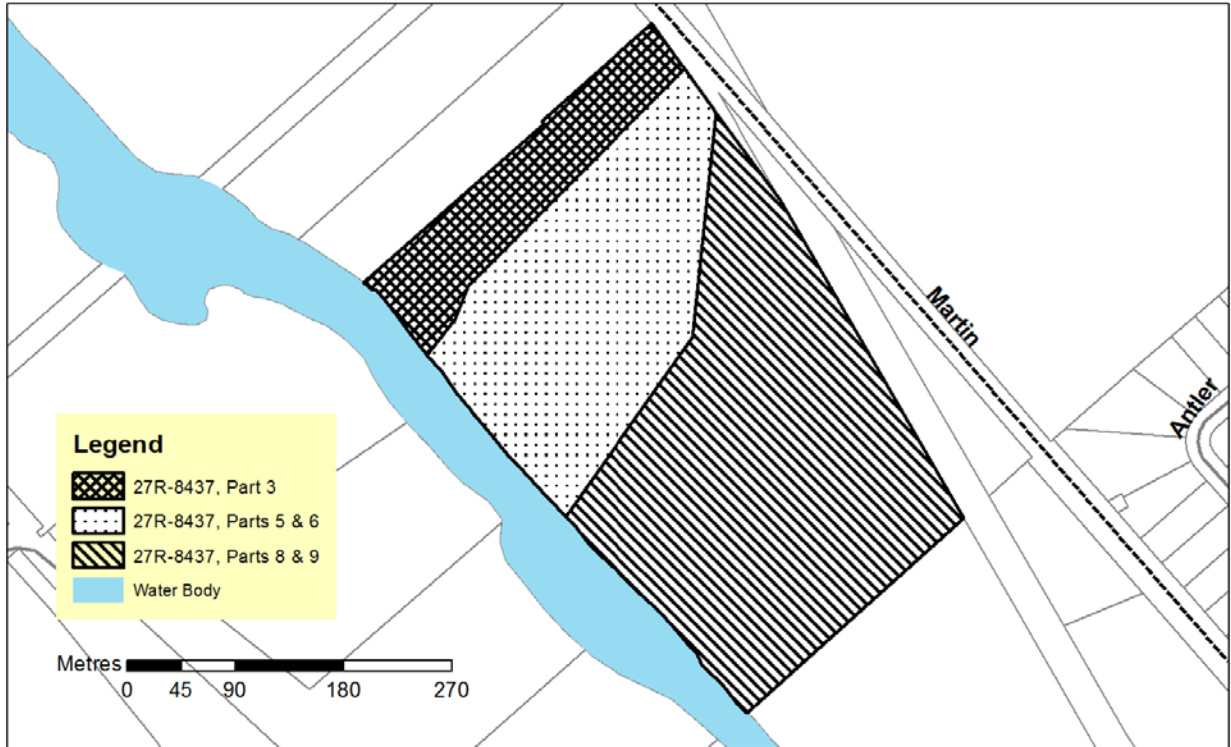 Martin
Antler
Legend
27R-8437, Part 3
27R-8437, Parts 5 & 6
27R-8437, Parts 8 & 9
Water Body
Metres
0 45 90 180 270